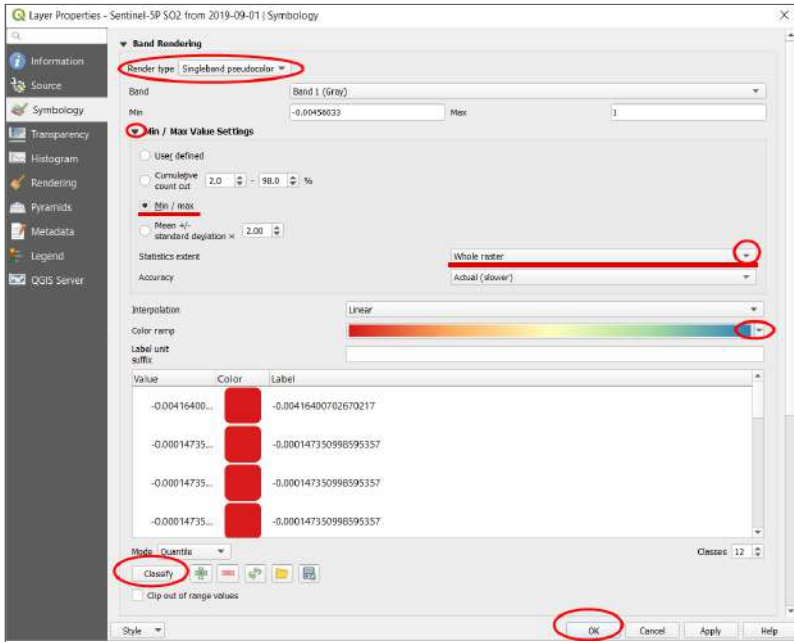 Layer Properties - Sentinel-5P SO2 from 2019-09-01 | Symbology
Information
Source
Symbology
Transparency
Histogram
Rendering
Pyramids
Metadata
Legend
QGIS Server
Band Rendering
Render type Singleband pseudocolor
Band Band 1 (Gray)
Min -0.00456033 Max 1
Min / Max Value Settings
User defined
Cumulative count cut 2.0 - 98.0 %
Min / max
Mean +/- standard deviation × 2.00
Statistics extent Whole raster
Accuracy Actual (slower)
Interpolation Linear
Color ramp
Label unit suffix
Value Color Label
-0.00416400... -0.00416400702670217
-0.00014735... -0.000147350998595357
-0.00014735... -0.000147350998595357
-0.00014735... -0.000147350998595357
Mode Quantile Classes 12
Classify
Clip out of range values
Style OK Cancel Apply Help